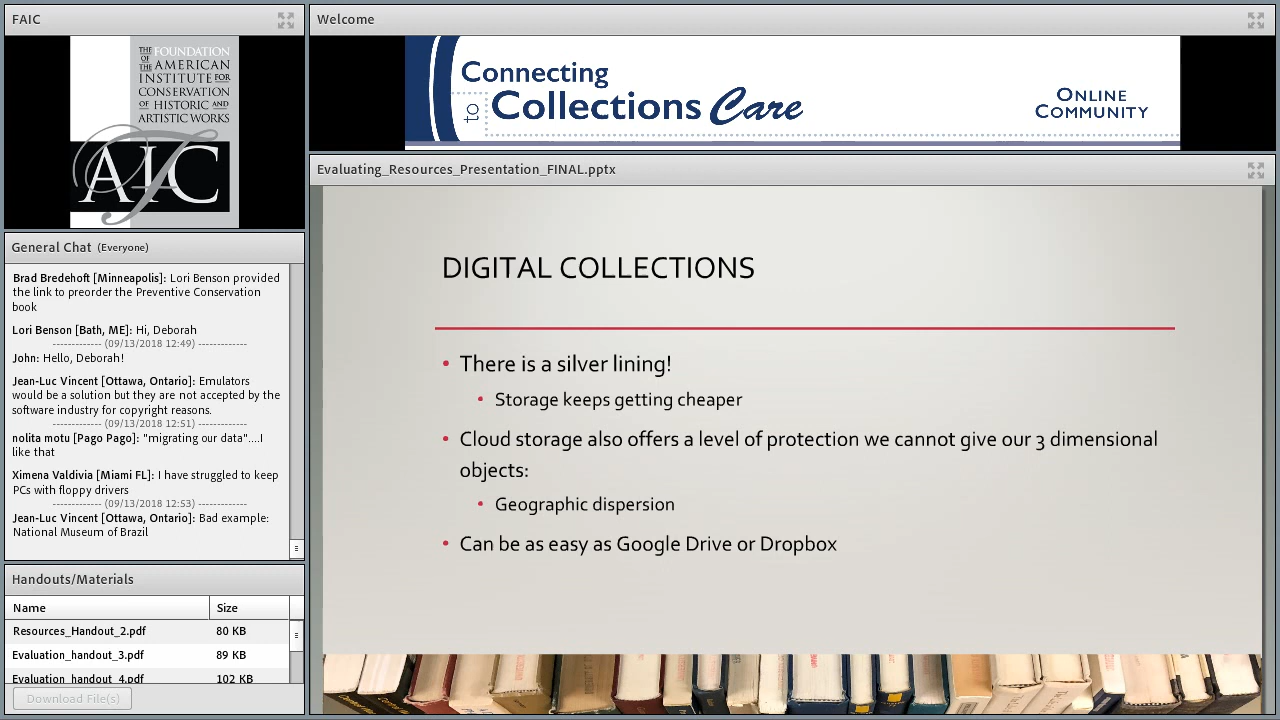 FAIC
THE FOUNDATION
OF THE AMERICAN
INSTITUTE FOR
CONSERVATION
OF HISTORIC AND
ARTISTIC WORKS
AIC
General Chat (Everyone)
Brad Bredehoft [Minneapolis]: Lori Benson provided
the link to preorder the Preventive Conservation
book
Lori Benson [Bath, ME]: Hi, Deborah
------------- (09/13/2018 12:49) -------------
John: Hello, Deborah!
Jean-Luc Vincent [Ottawa, Ontario]: Emulators
would be a solution but they are not accepted by the
software industry for copyright reasons.
------------- (09/13/2018 12:51) -------------
nolita motu [Pago Pago]: "migrating our data"....I
like that
Ximena Valdivia [Miami FL]: I have struggled to keep
PCs with floppy drivers
------------- (09/13/2018 12:53) -------------
Jean-Luc Vincent [Ottawa, Ontario]: Bad example:
National Museum of Brazil
Handouts/Materials
Name Size
Resources_Handout_2.pdf 80 KB
Evaluation_handout_3.pdf 89 KB
Evaluation_handout_4.pdf 102 KB
Download File(s)
Welcome
Connecting
to Collections Care
ONLINE
COMMUNITY
Evaluating_Resources_Presentation_FINAL.pptx
DIGITAL COLLECTIONS
• There is a silver lining!
• Storage keeps getting cheaper
• Cloud storage also offers a level of protection we cannot give our 3 dimensional
objects:
• Geographic dispersion
• Can be as easy as Google Drive or Dropbox